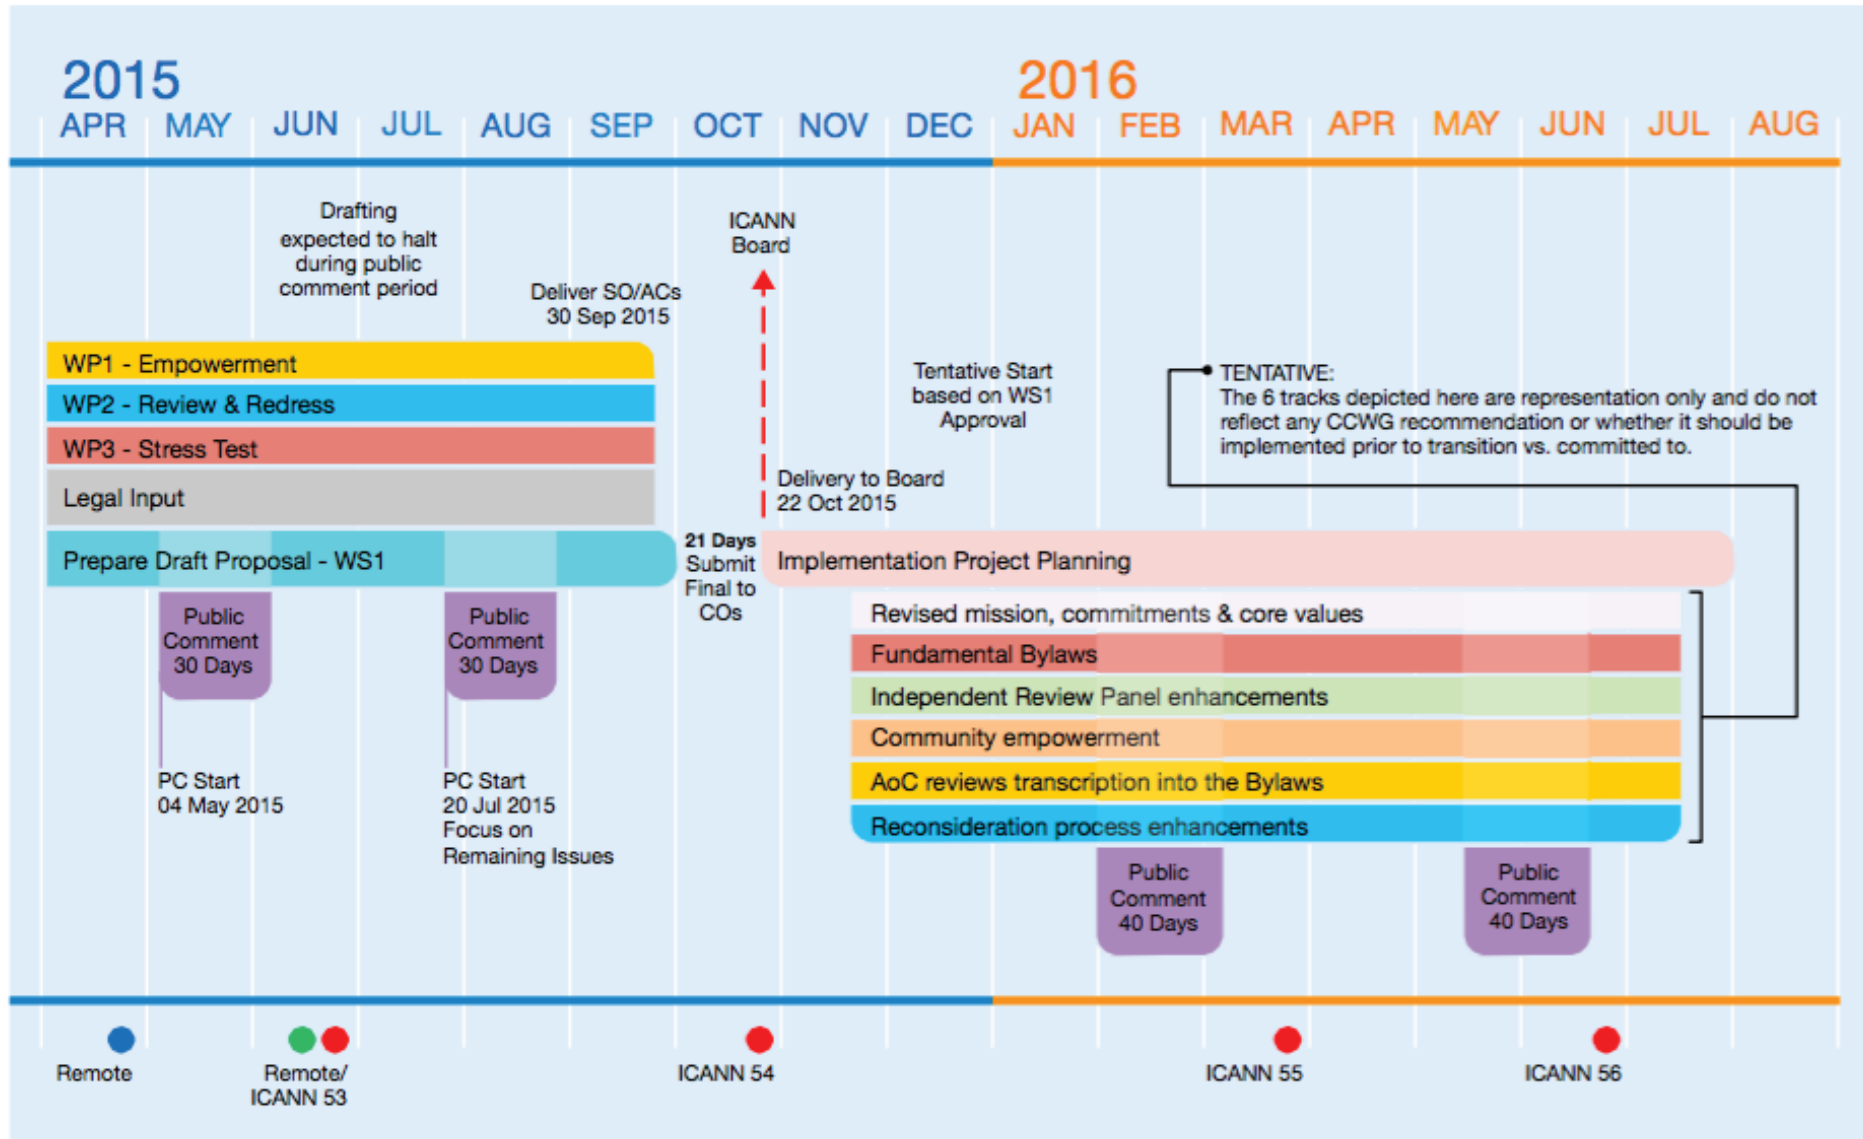 2015
2016
APR MAY JUN JUL AUG SEP OCT NOV DEC JAN FEB MAR APR MAY JUN JUL AUG
Drafting
expected to halt
during public
comment period
Deliver SO/ACs
30 Sep 2015
ICANN
Board
Tentative Start
based on WS1
Approval
TENTATIVE:
The 6 tracks depicted here are representation only and do not
reflect any CCWG recommendation or whether it should be
implemented prior to transition vs. committed to.
WP1 - Empowerment
WP2 - Review & Redress
WP3 - Stress Test
Legal Input
Delivery to Board
22 Oct 2015
Prepare Draft Proposal - WS1
21 Days
Submit
Final to
COs
Implementation Project Planning
Public
Comment
30 Days
Public
Comment
30 Days
Revised mission, commitments & core values
Fundamental Bylaws
Independent Review Panel enhancements
Community empowerment
AoC reviews transcription into the Bylaws
Reconsideration process enhancements
PC Start
04 May 2015
PC Start
20 Jul 2015
Focus on
Remaining Issues
Public
Comment
40 Days
Public
Comment
40 Days
Remote
Remote/
ICANN 53
ICANN 54
ICANN 55
ICANN 56